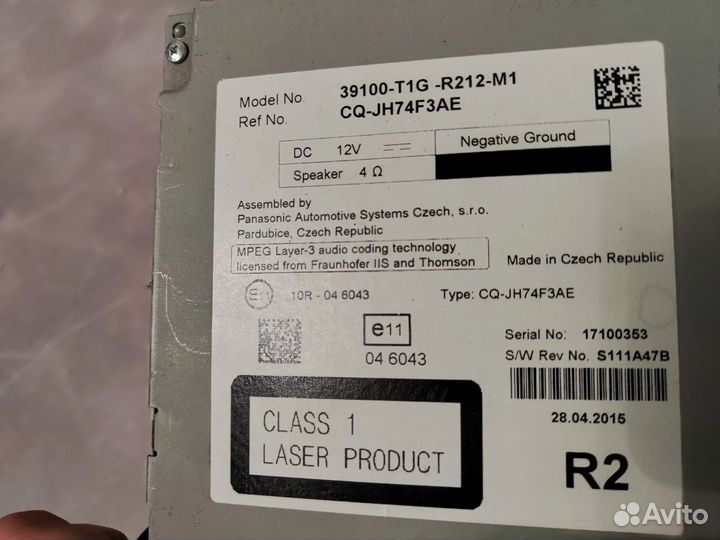 Model No. 39100-T1G -R212-M1
Ref No. CQ-JH74F3AE
DC 12V Negative Ground
Speaker 4 Ω
Assembled by
Panasonic Automotive Systems Czech, s.r.o.
Pardubice, Czech Republic
MPEG Layer-3 audio coding technology
licensed from Fraunhofer IIS and Thomson
Made in Czech Republic
E11 10R - 04 6043 Type: CQ-JH74F3AE
e11
04 6043
Serial No: 17100353
S/W Rev No. S111A47B
28.04.2015
CLASS 1
LASER PRODUCT
R2
Avito